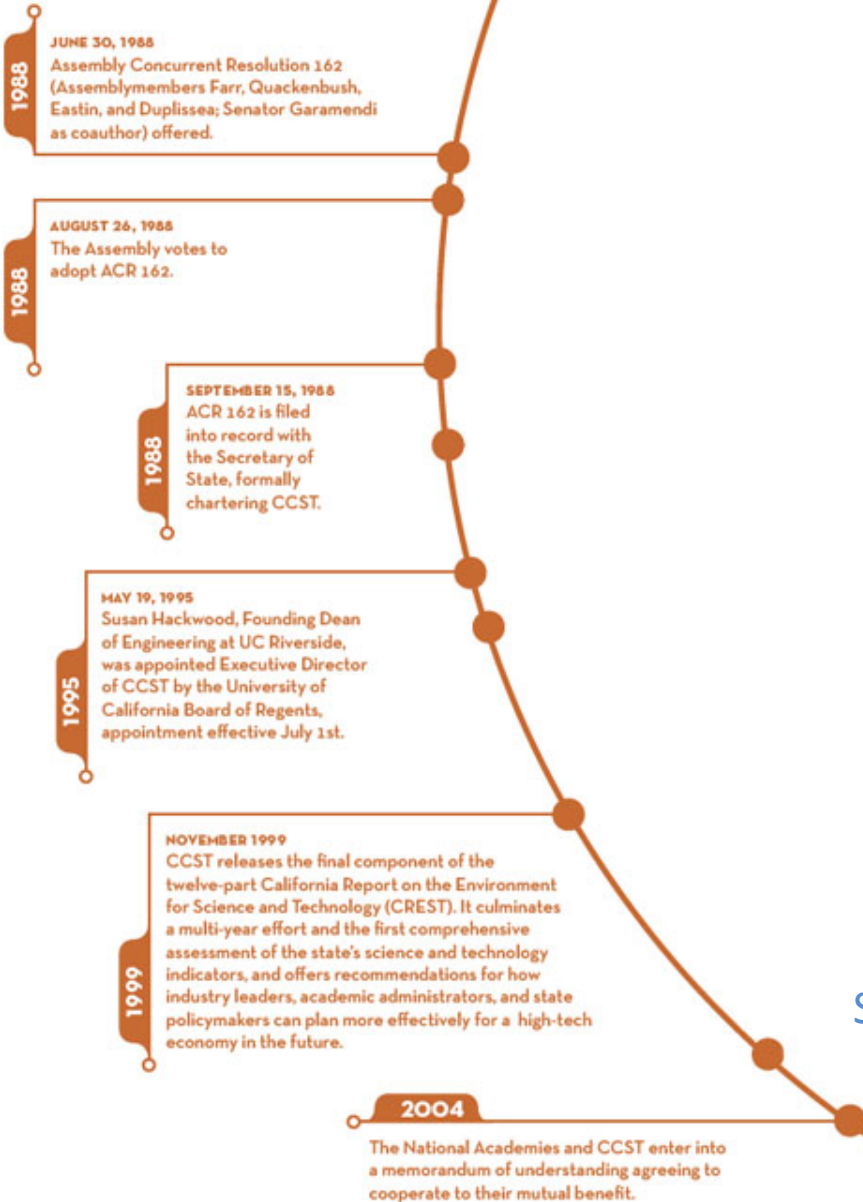 1988
JUNE 30, 1988
Assembly Concurrent Resolution 162
(Assemblymembers Farr, Quackenbush,
Eastin, and Duplissea; Senator Garamendi
as coauthor) offered.
1988
AUGUST 26, 1988
The Assembly votes to
adopt ACR 162.
1988
SEPTEMBER 15, 1988
ACR 162 is filed
into record with
the Secretary of
State, formally
chartering CCST.
1995
MAY 19, 1995
Susan Hackwood, Founding Dean
of Engineering at UC Riverside,
was appointed Executive Director
of CCST by the University of
California Board of Regents,
appointment effective July 1st.
1999
NOVEMBER 1999
CCST releases the final component of the
twelve-part California Report on the Environment
for Science and Technology (CREST). It culminates
a multi-year effort and the first comprehensive
assessment of the state's science and technology
indicators, and offers recommendations for how
industry leaders, academic administrators, and state
policymakers can plan more effectively for a high-tech
economy in the future.
S
2004
The National Academies and CCST enter into
a memorandum of understanding agreeing to
cooperate to their mutual benefit.